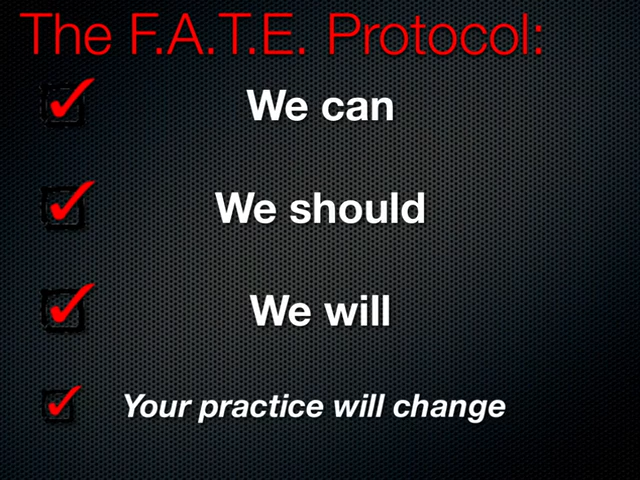 The F.A.T.E. Protocol:
We can
We should
We will
Your practice will change